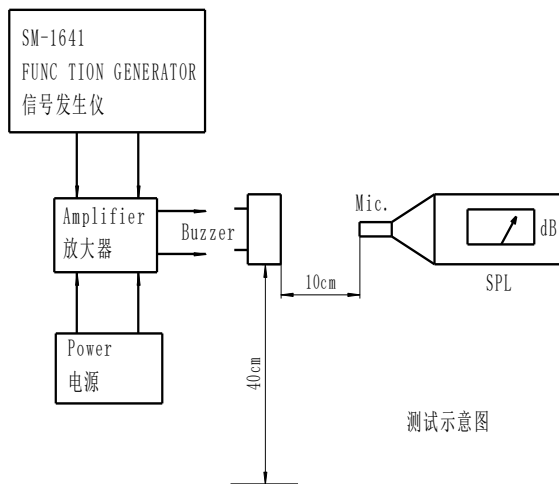 SM-1641
FUNC TION GENERATOR
信号发生仪
Amplifier
放大器
Buzzer
Mic.
dB
SPL
10cm
Power
电源
40cm
测试示意图